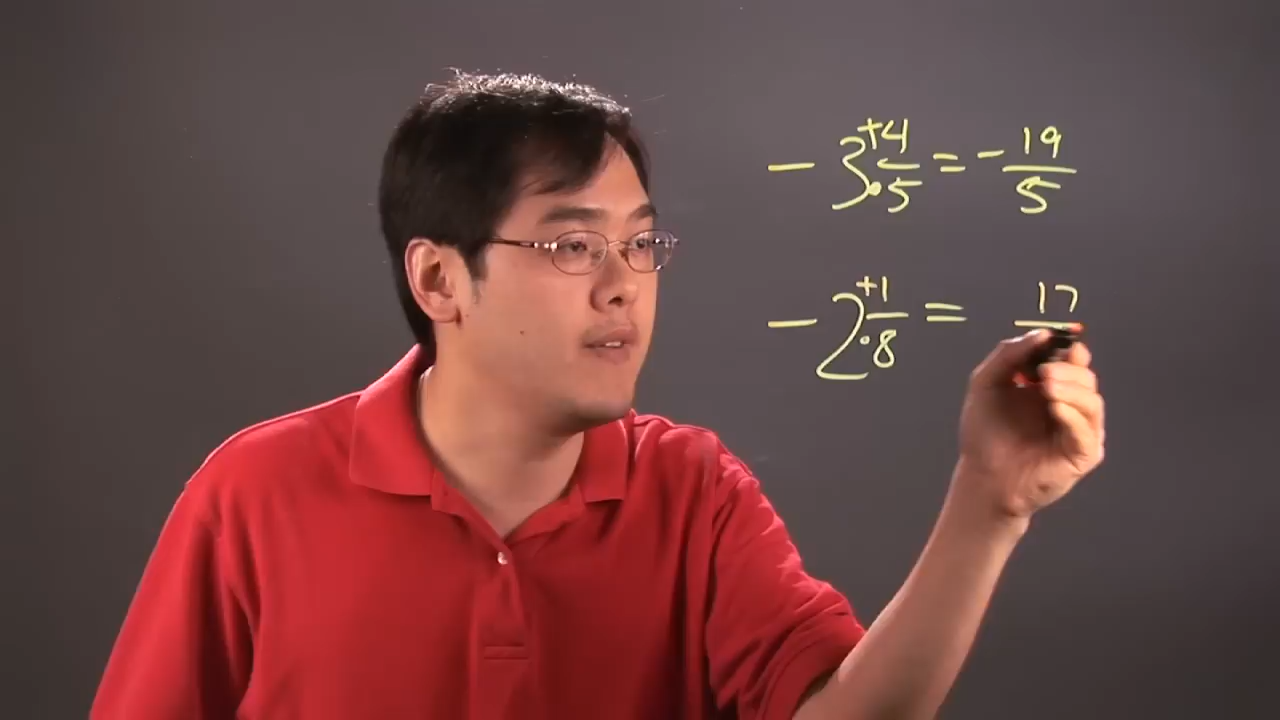 - 3 +4/·5 = - 19/5
- 2 +1/·8 = 17/